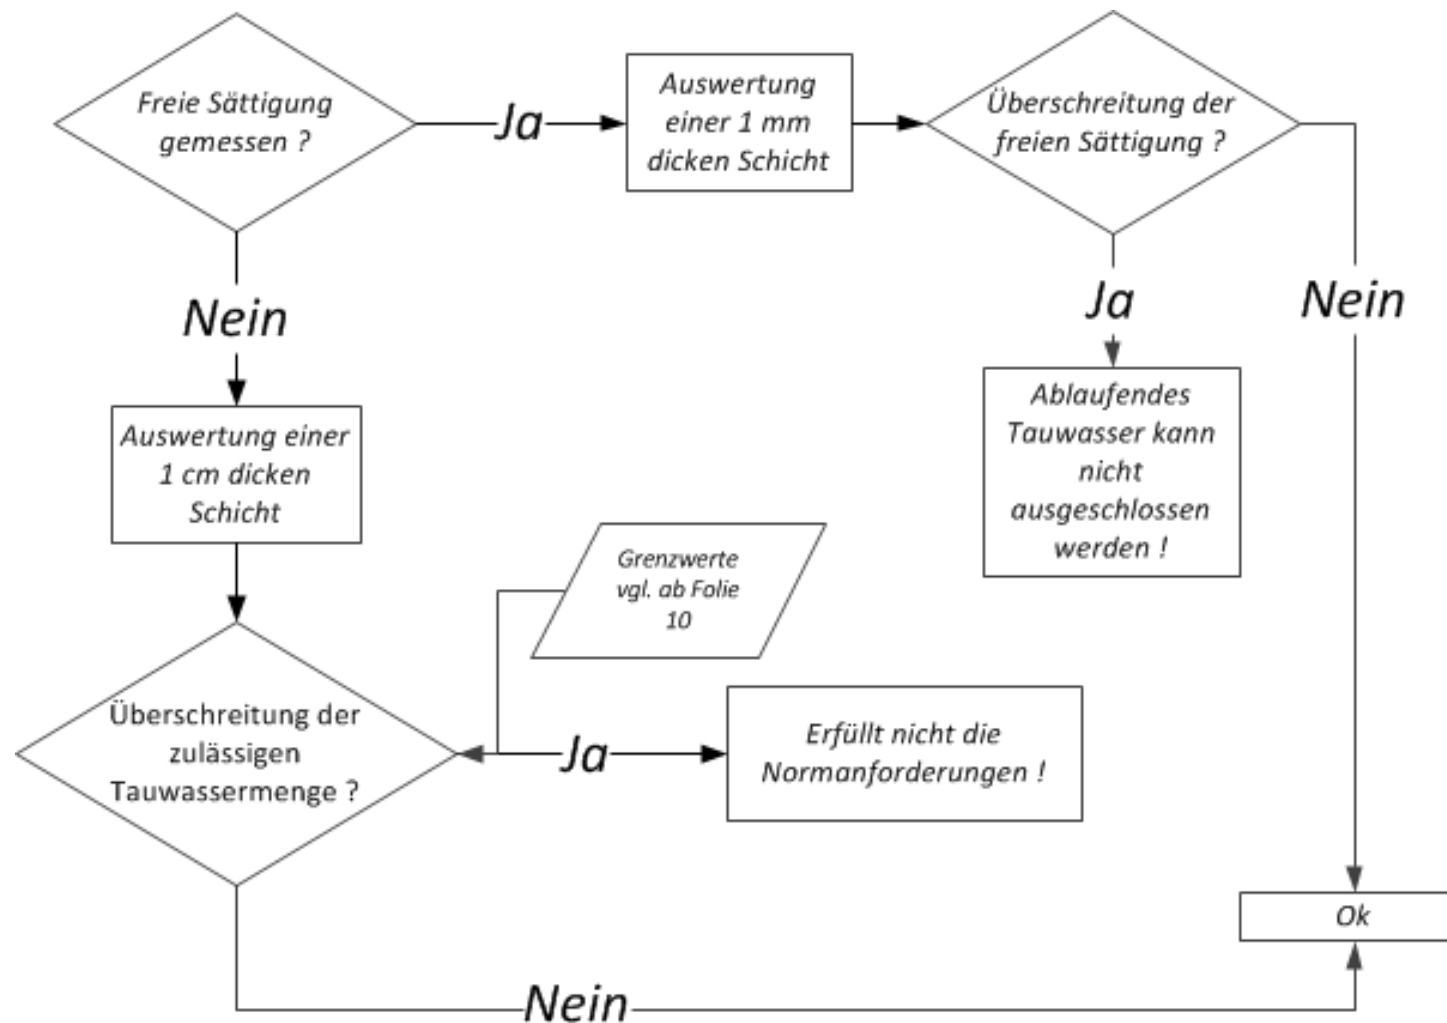 Freie Sättigung
gemessen ?
Ja
Auswertung
einer 1 mm
dicken Schicht
Überschreitung der
freien Sättigung ?
Nein
Ja
Nein
Ablaufendes
Tauwasser kann
nicht
ausgeschlossen
werden !
Auswertung einer
1 cm dicken
Schicht
Grenzwerte
vgl. ab Folie
10
Überschreitung der
zulässigen
Tauwassermenge ?
Ja
Erfüllt nicht die
Normanforderungen !
Ok
Nein